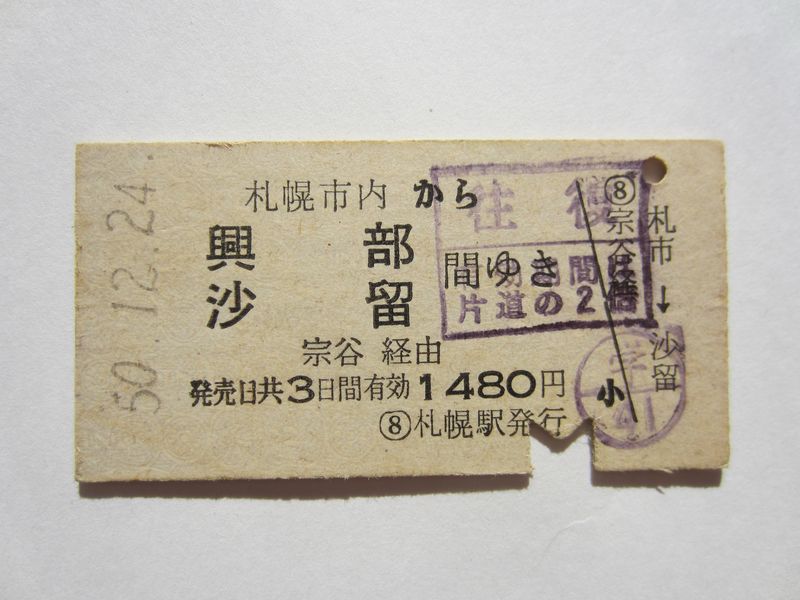 50.12.24.
札幌市内 から
興部
沙留
間ゆき
宗谷 経由
発売日共3日間有効 1480円
⑧札幌駅発行
往復
片道の2倍
⑧宗谷
札市→沙留
小